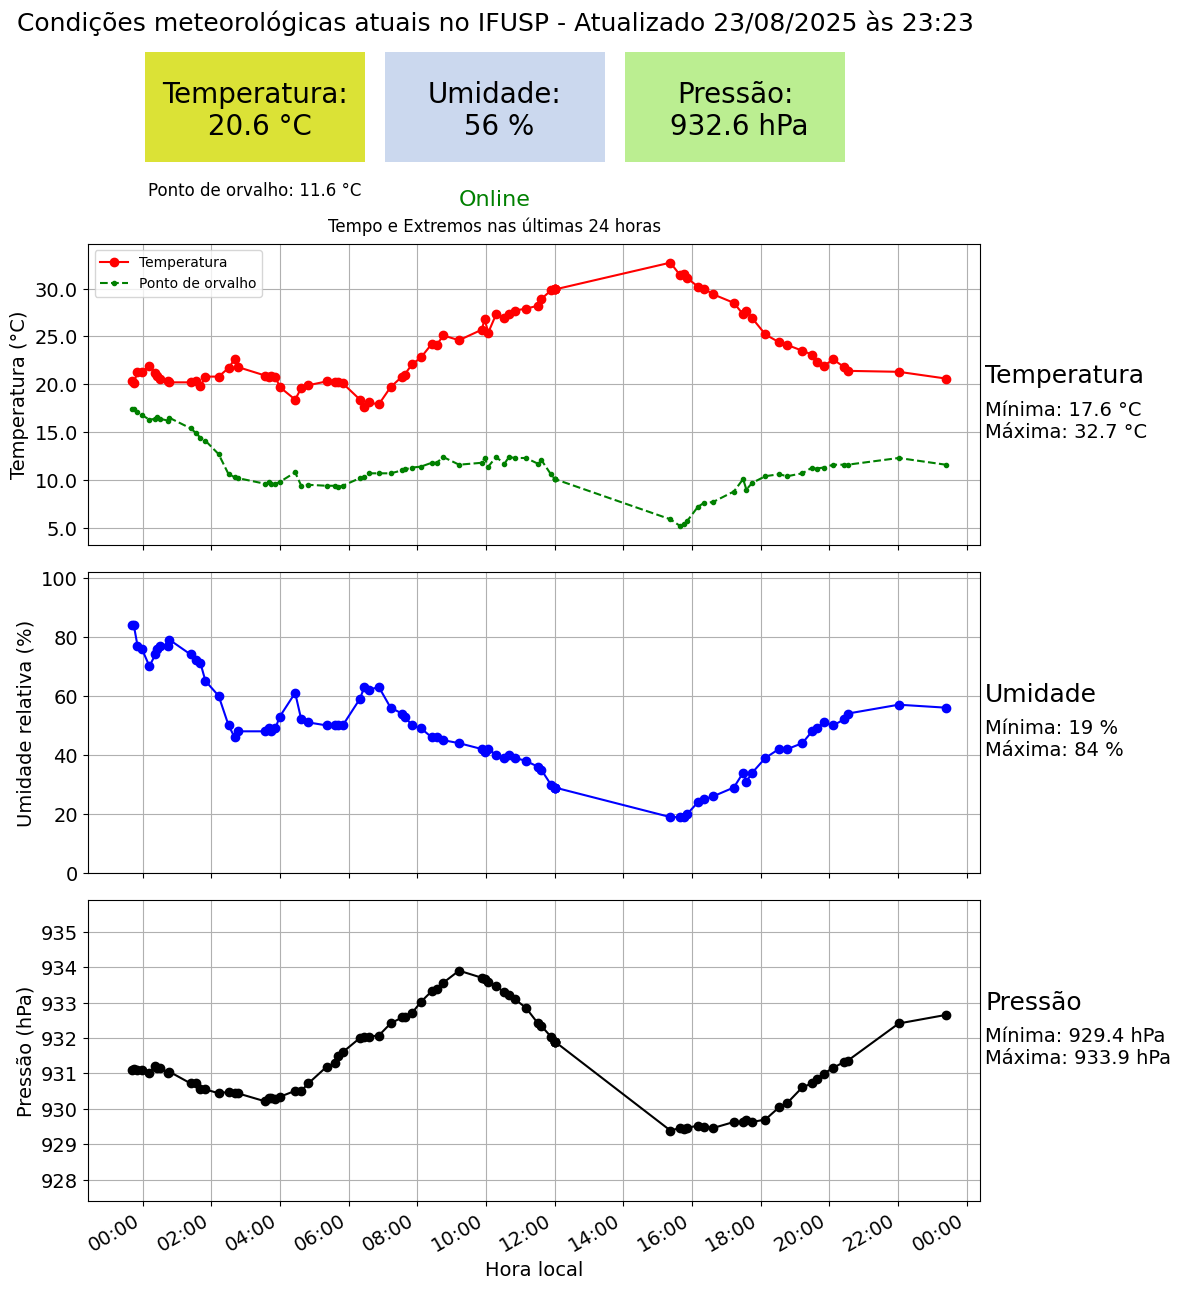 Condições meteorológicas atuais no IFUSP - Atualizado 23/08/2025 às 23:23
Temperatura:
20.6 °C
Umidade:
56 %
Pressão:
932.6 hPa
Ponto de orvalho: 11.6 °C
Online
Tempo e Extremos nas últimas 24 horas
Temperatura
Ponto de orvalho
Temperatura (°C)
30.0
25.0
20.0
15.0
10.0
5.0
Temperatura
Mínima: 17.6 °C
Máxima: 32.7 °C
Umidade relativa (%)
100
80
60
40
20
0
Umidade
Mínima: 19 %
Máxima: 84 %
Pressão (hPa)
935
934
933
932
931
930
929
928
Pressão
Mínima: 929.4 hPa
Máxima: 933.9 hPa
00:00 02:00 04:00 06:00 08:00 10:00 12:00 14:00 16:00 18:00 20:00 22:00 00:00
Hora local